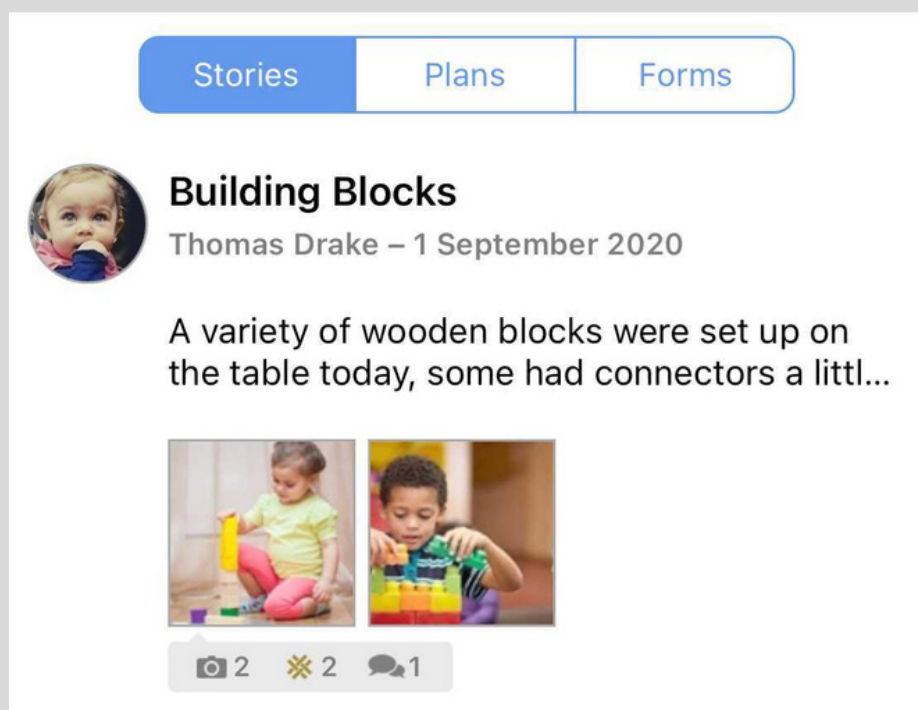 Stories
Plans
Forms
Building Blocks
Thomas Drake – 1 September 2020
A variety of wooden blocks were set up on
the table today, some had connectors a littl...
2 2 1